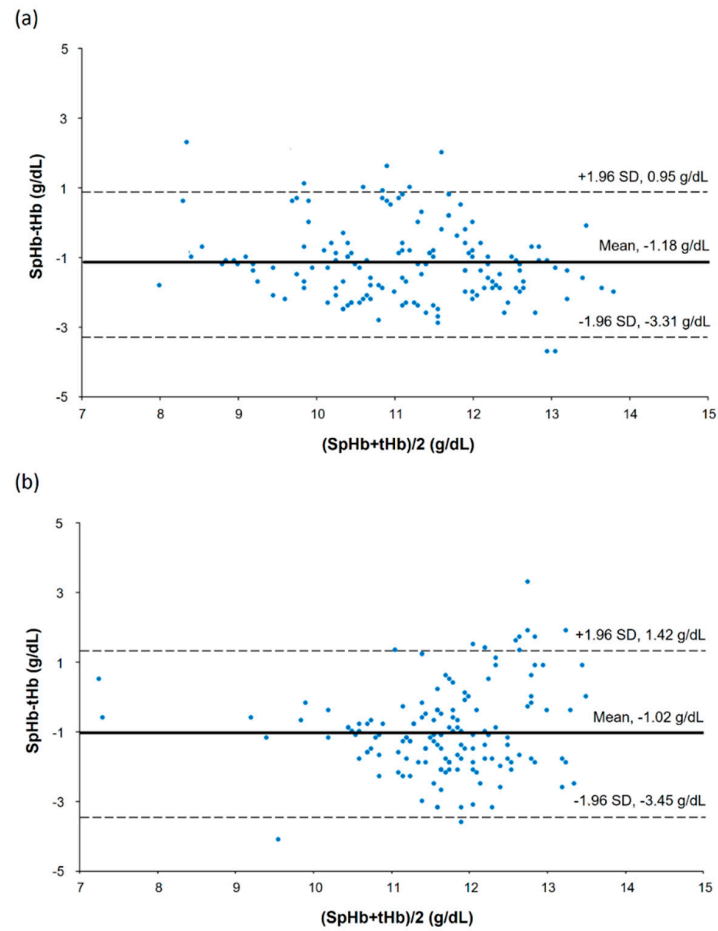 (a)
5
3
1
-1
-3
-5
SpHb-tHb (g/dL)
+1.96 SD, 0.95 g/dL
Mean, -1.18 g/dL
-1.96 SD, -3.31 g/dL
7 8 9 10 11 12 13 14 15
(SpHb+tHb)/2 (g/dL)
(b)
5
3
1
-1
-3
-5
SpHb-tHb (g/dL)
+1.96 SD, 1.42 g/dL
Mean, -1.02 g/dL
-1.96 SD, -3.45 g/dL
7 8 9 10 11 12 13 14 15
(SpHb+tHb)/2 (g/dL)